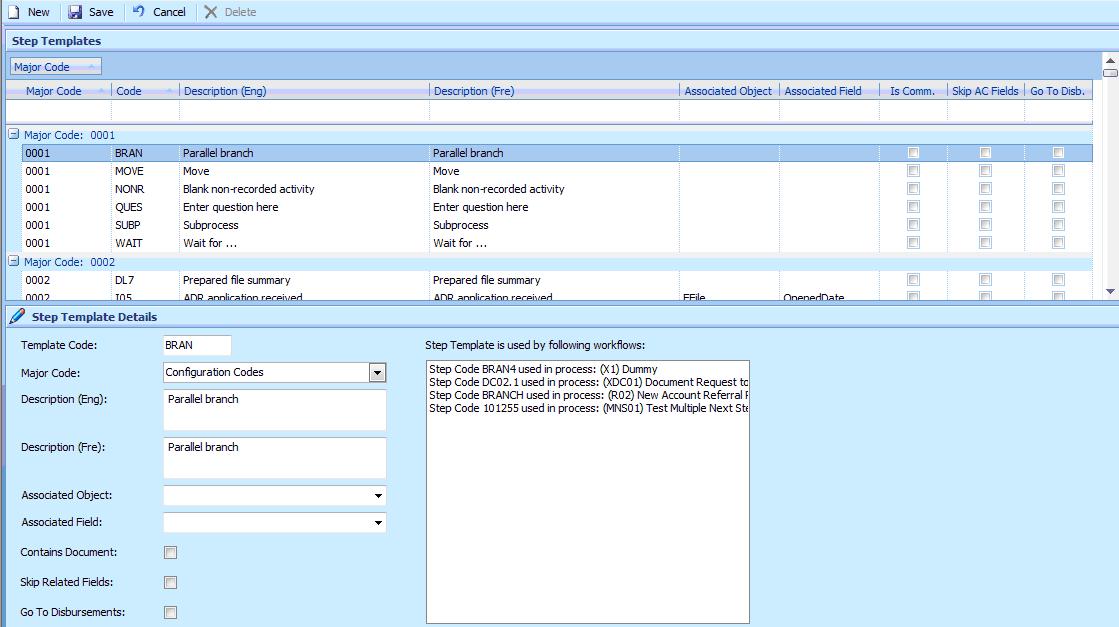 New Save Cancel Delete
Step Templates
Major Code
Major Code Code Description (Eng) Description (Fre) Associated Object Associated Field Is Comm. Skip AC Fields Go To Disb.
Major Code: 0001
0001 BRAN Parallel branch Parallel branch
0001 MOVE Move Move
0001 NONR Blank non-recorded activity Blank non-recorded activity
0001 QUES Enter question here Enter question here
0001 SUBP Subprocess Subprocess
0001 WAIT Wait for ... Wait for ...
Major Code: 0002
0002 DL7 Prepared file summary Prepared file summary
0002 I05 ADR application received ADR application received EFile OpenedDate
Step Template Details
Template Code: BRAN
Step Template is used by following workflows:
Major Code: Configuration Codes
Step Code BRAN4 used in process: (X1) Dummy
Step Code DC02.1 used in process: (XDC01) Document Request to
Step Code BRANCH used in process: (R02) New Account Referral
Step Code 101255 used in process: (MNS01) Test Multiple Next Ste
Description (Eng): Parallel branch
Description (Fre): Parallel branch
Associated Object:
Associated Field:
Contains Document:
Skip Related Fields:
Go To Disbursements: